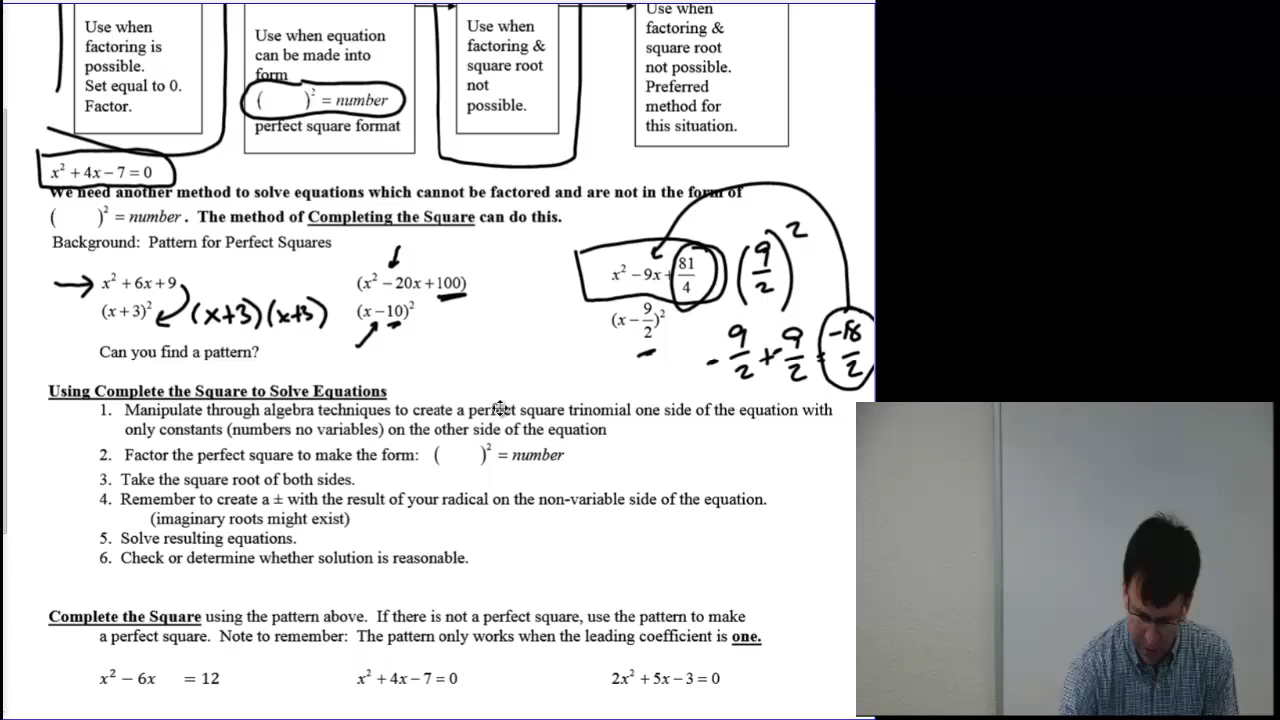 Use when
factoring is
possible.
Set equal to 0.
Factor.
Use when equation
can be made into
form
(      )² = number
perfect square format
Use when
factoring &
square root
not
possible.
Use when
factoring &
square root
not possible.
Preferred
method for
this situation.
x² + 4x − 7 = 0
We need another method to solve equations which cannot be factored and are not in the form of
(      )² = number. The method of Completing the Square can do this.
Background: Pattern for Perfect Squares
x² + 6x + 9
(x + 3)² (x+3)(x+3)
(x² − 20x + 100)
(x − 10)²
x² − 9x + 81/4 (9/2)²
(x − 9/2)²
- 9/2 + - 9/2 = -18/2
Can you find a pattern?
Using Complete the Square to Solve Equations
1. Manipulate through algebra techniques to create a perfect square trinomial one side of the equation with
only constants (numbers no variables) on the other side of the equation
2. Factor the perfect square to make the form: (      )² = number
3. Take the square root of both sides.
4. Remember to create a ± with the result of your radical on the non-variable side of the equation.
(imaginary roots might exist)
5. Solve resulting equations.
6. Check or determine whether solution is reasonable.
Complete the Square using the pattern above. If there is not a perfect square, use the pattern to make
a perfect square. Note to remember: The pattern only works when the leading coefficient is one.
x² − 6x = 12
x² + 4x − 7 = 0
2x² + 5x − 3 = 0